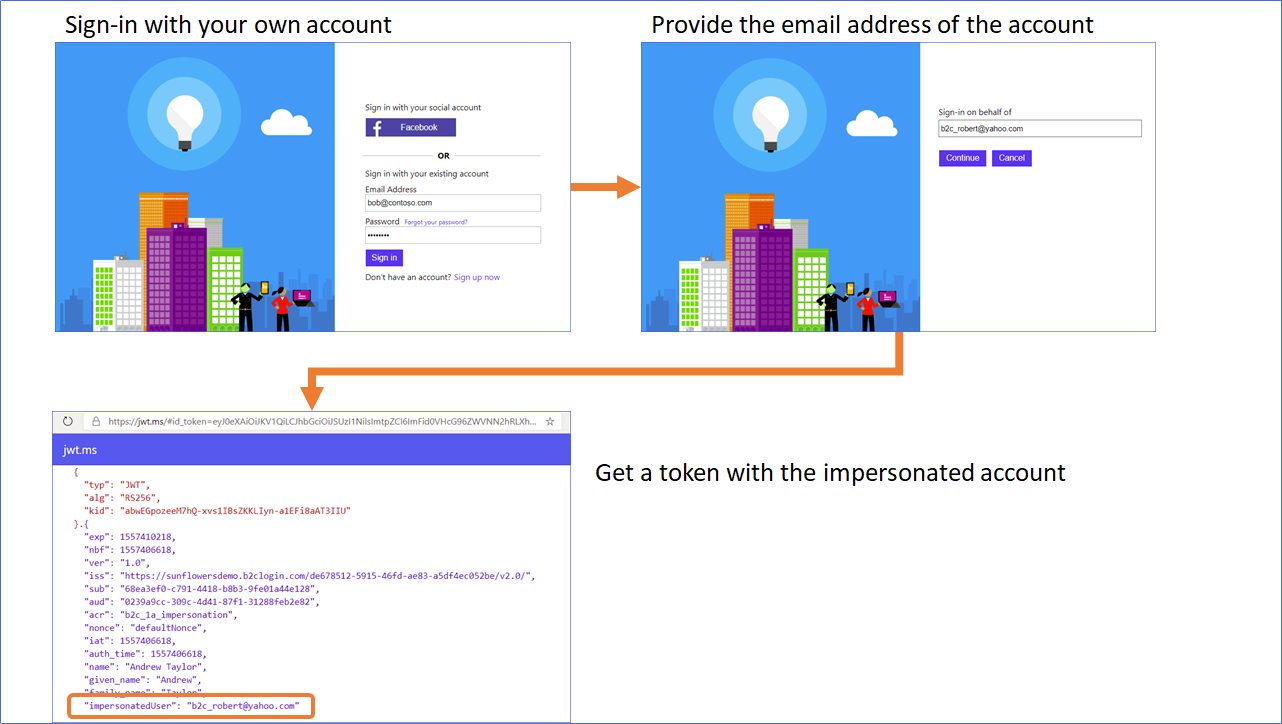 Sign-in with your own account
Provide the email address of the account
Sign in with your social account
Facebook
OR
Sign in with your existing account
Email Address
bob@contoso.com
Password Forgot your password?
••••••••
Sign in
Don't have an account? Sign up now
Sign-in on behalf of
b2c_robert@yahoo.com
Continue Cancel
https://jwt.ms/#id_token=eyJ0eXAiOiJKV1QiLCJhbGciOiJSUzI1NiIsImtpZCI6ImFid0VHcG96ZWVNN2hRLXh...
jwt.ms
{
"typ": "JWT",
"alg": "RS256",
"kid": "abwEGpozeeM7hQ-xvs1IBsZKKLIyn-a1EFi8aAT3IIU"
}.{
"exp": 1557410218,
"nbf": 1557406618,
"ver": "1.0",
"iss": "https://sunflowersdemo.b2clogin.com/de678512-5915-46fd-ae83-a5df4ec052be/v2.0/",
"sub": "68ea3ef0-c791-4418-b8b3-9fe01a44e128",
"aud": "0239a9cc-309c-4d41-87f1-31288feb2e82",
"acr": "b2c_1a_impersonation",
"nonce": "defaultNonce",
"iat": 1557406618,
"auth_time": 1557406618,
"name": "Andrew Taylor",
"given_name": "Andrew",
"family_name": "Taylor",
"impersonatedUser": "b2c_robert@yahoo.com"
Get a token with the impersonated account